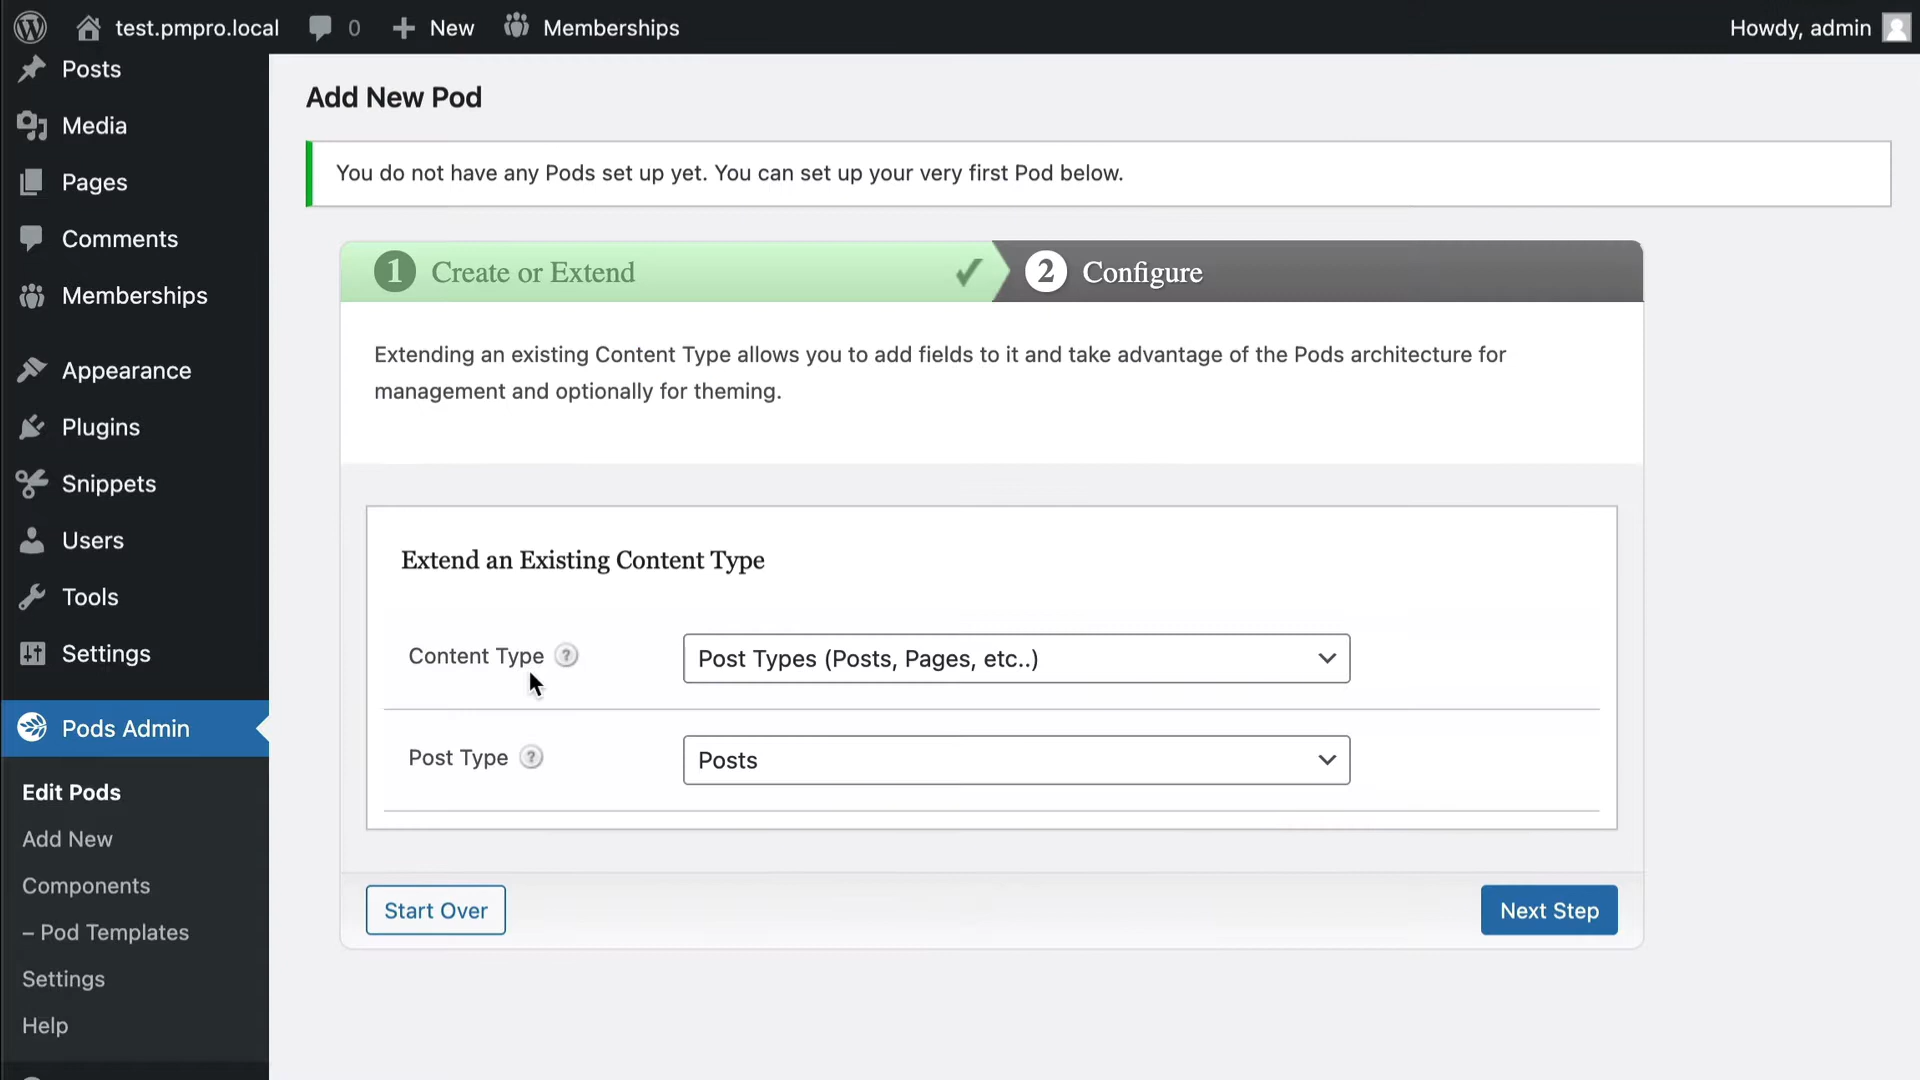 test.pmpro.local
0
New
Memberships
Howdy, admin
Posts
Media
Pages
Comments
Memberships
Appearance
Plugins
Snippets
Users
Tools
Settings
Pods Admin
Edit Pods
Add New
Components
– Pod Templates
Settings
Help
Add New Pod
You do not have any Pods set up yet. You can set up your very first Pod below.
1 Create or Extend
2 Configure
Extending an existing Content Type allows you to add fields to it and take advantage of the Pods architecture for
management and optionally for theming.
Extend an Existing Content Type
Content Type ? Post Types (Posts, Pages, etc..)
Post Type ? Posts
Start Over
Next Step